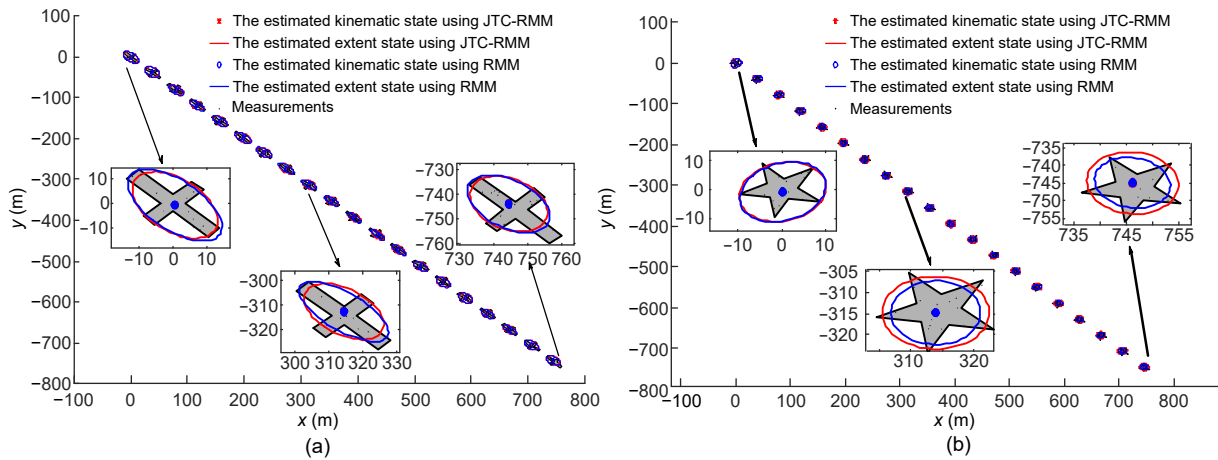 The estimated kinematic state using JTC-RMM
The estimated extent state using JTC-RMM
The estimated kinematic state using RMM
The estimated extent state using RMM
Measurements
y (m)
100
0
−100
−200
−300
−400
−500
−600
−700
−800
−100 0 100 200 300 400 500 600 700 800
x (m)
10
0
−10
−10 0 10
−730
−740
−750
−760
730 740 750 760
−300
−310
−320
300 310 320 330
(a)
The estimated kinematic state using JTC-RMM
The estimated extent state using JTC-RMM
The estimated kinematic state using RMM
The estimated extent state using RMM
Measurements
y (m)
100
0
−100
−200
−300
−400
−500
−600
−700
−800
−100 0 100 200 300 400 500 600 700 800
x (m)
10
0
−10
−10 0 10
−735
−740
−745
−750
−755
735 745 755
−305
−310
−315
−320
310 320
(b)